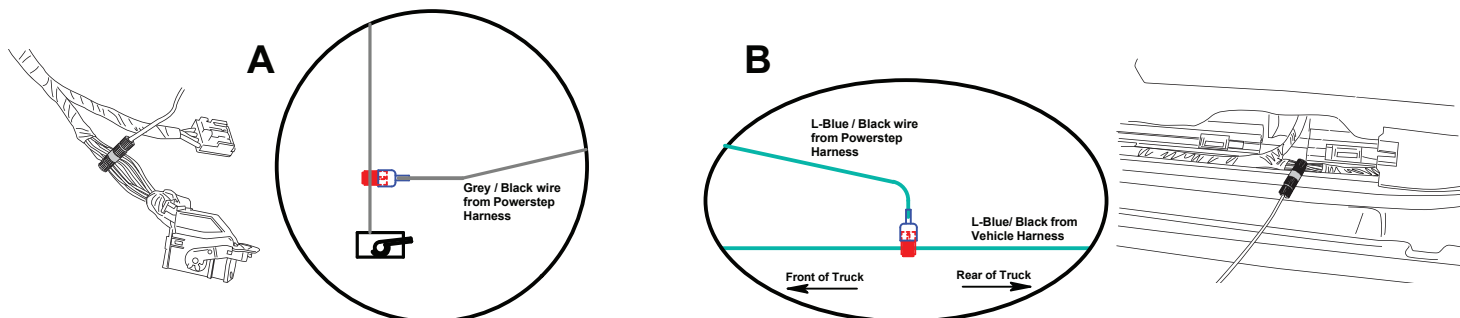 A
Grey / Black wire
from Powerstep
Harness
B
L-Blue / Black wire
from Powerstep
Harness
L-Blue/ Black from
Vehicle Harness
Front of Truck
Rear of Truck